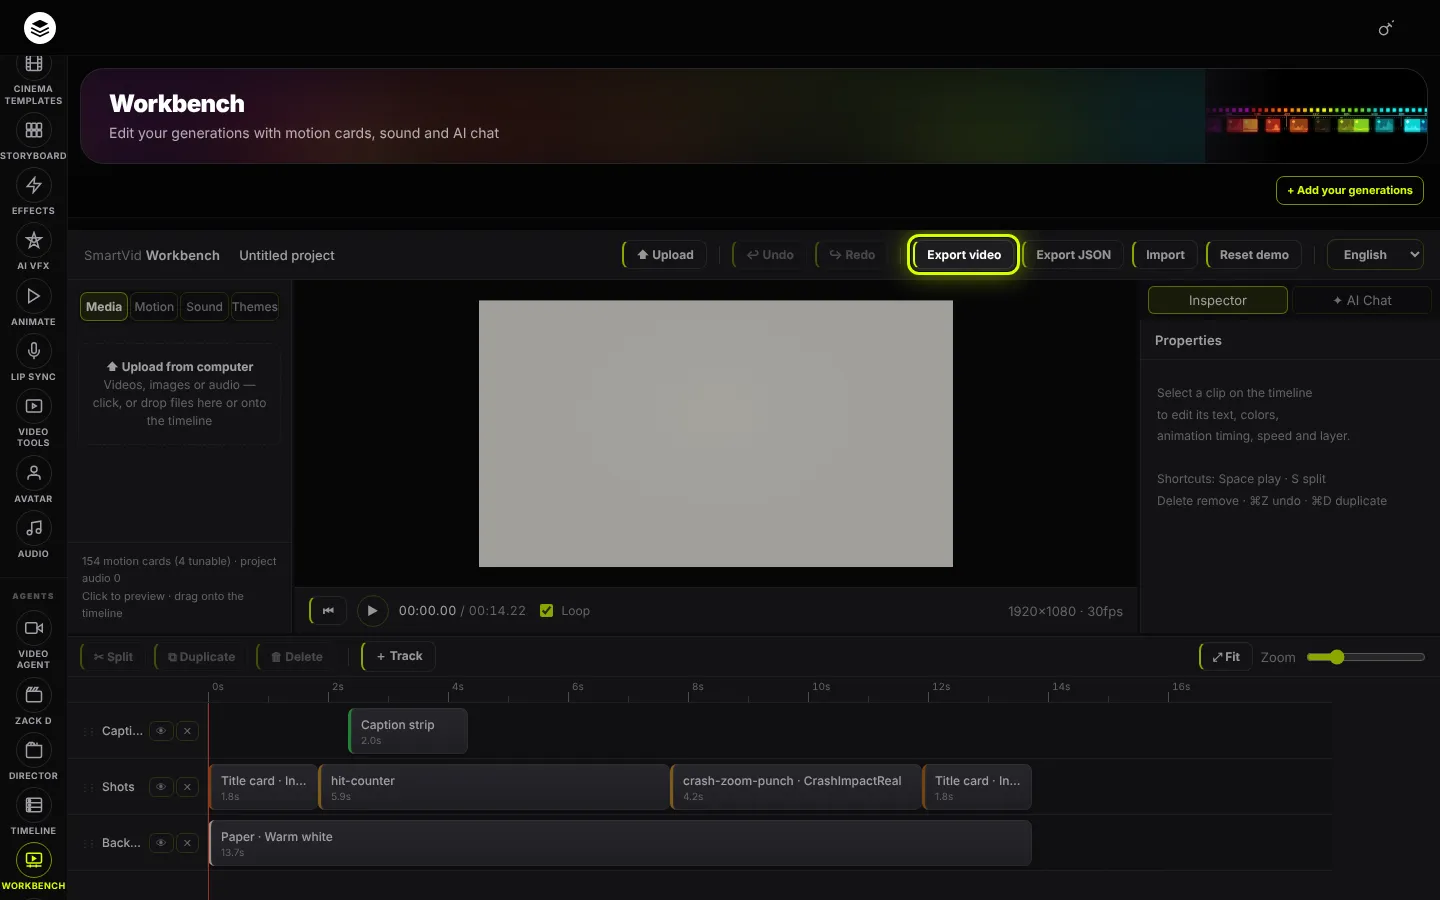 Workbench
Edit your generations with motion cards, sound and AI chat
+ Add your generations
CINEMA
TEMPLATES
STORYBOARD
EFFECTS
AI VFX
ANIMATE
LIP SYNC
VIDEO
TOOLS
AVATAR
AUDIO
AGENTS
VIDEO
AGENT
ZACK D
DIRECTOR
TIMELINE
WORKBENCH
SmartVid Workbench Untitled project
Upload Undo Redo Export video Export JSON Import Reset demo English
Media Motion Sound Themes
Upload from computer
Videos, images or audio —
click, or drop files here or onto
the timeline
154 motion cards (4 tunable) · project
audio 0
Click to preview · drag onto the
timeline
00:00.00 / 00:14.22 Loop 1920×1080 · 30fps
Inspector ✦ AI Chat
Properties
Select a clip on the timeline
to edit its text, colors,
animation timing, speed and layer.
Shortcuts: Space play · S split
Delete remove · ⌘Z undo · ⌘D duplicate
Split Duplicate Delete + Track Fit Zoom
0s 2s 4s 6s 8s 10s 12s 14s 16s
Capti...
Caption strip
2.0s
Shots
Title card · In... hit-counter crash-zoom-punch · CrashImpactReal Title card · In...
1.8s 5.9s 4.2s 1.8s
Back...
Paper · Warm white
13.7s